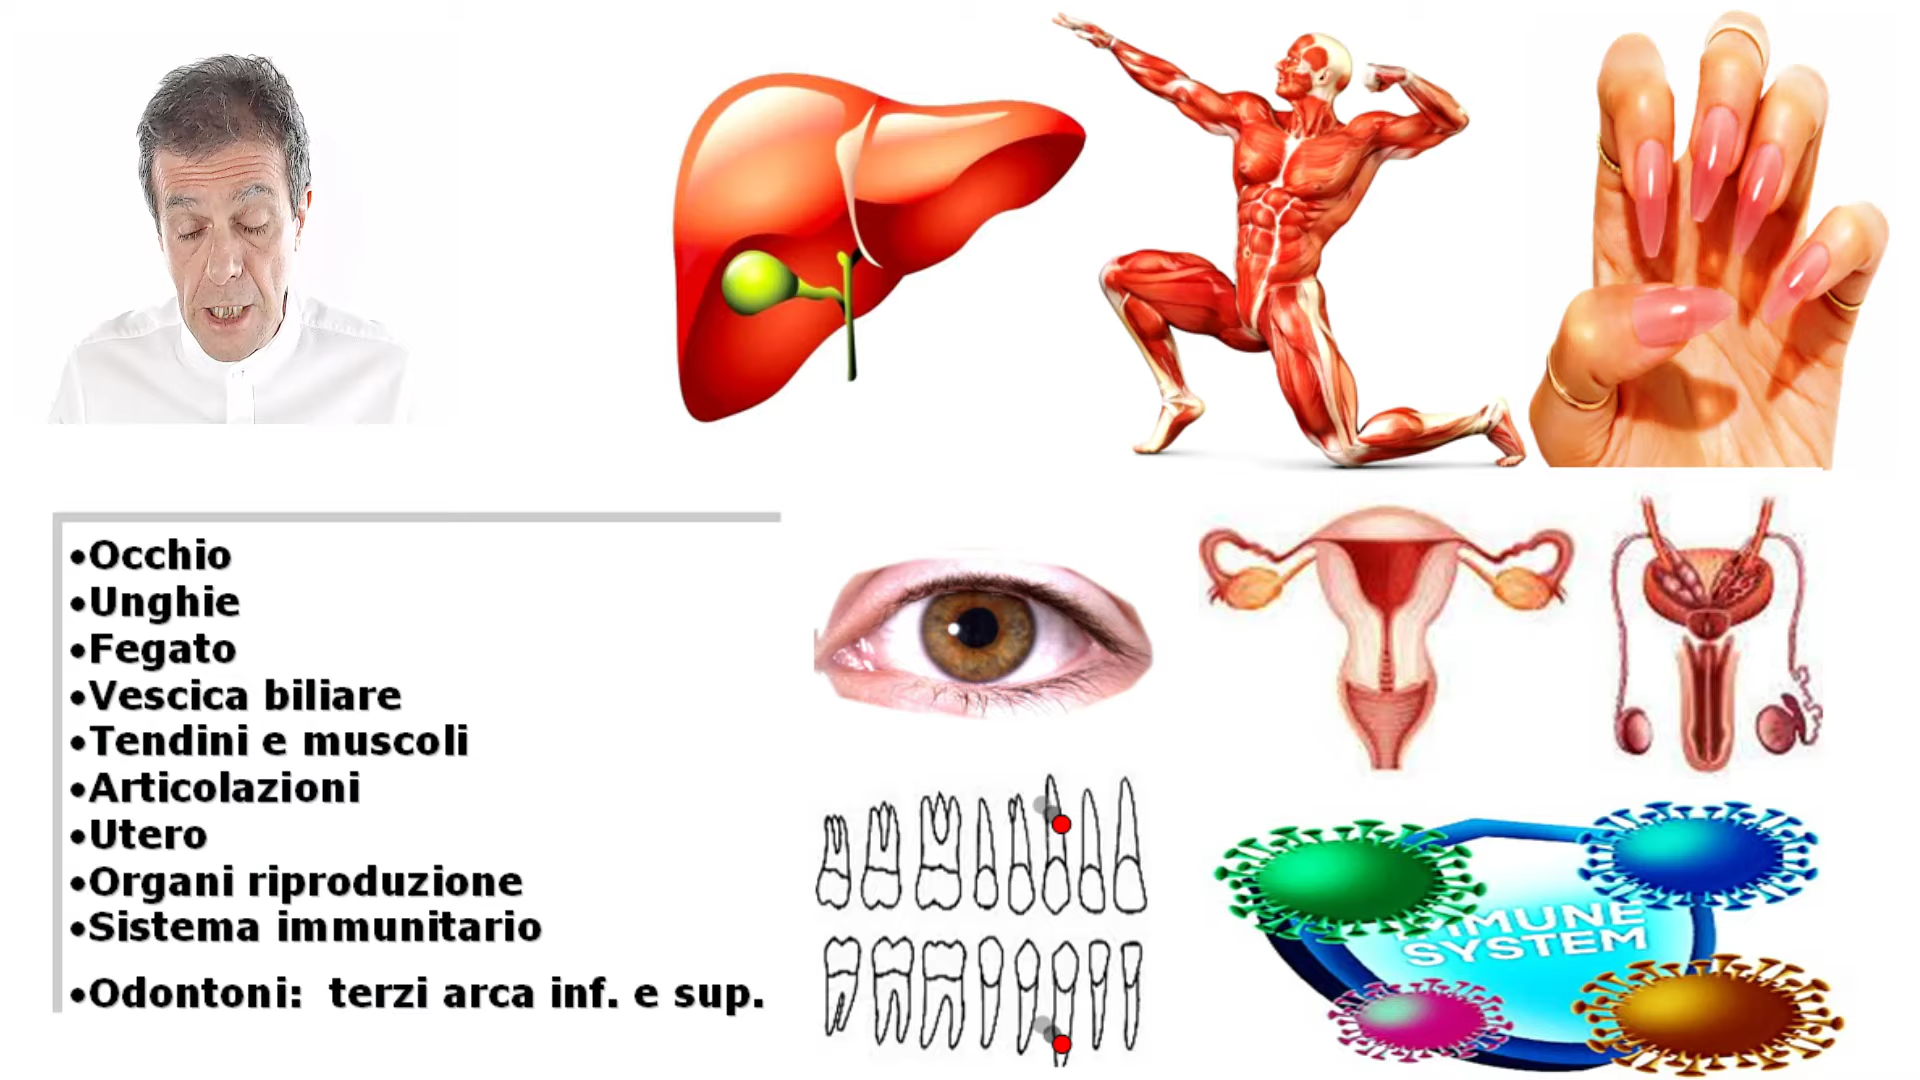 •Occhio
•Unghie
•Fegato
•Vescica biliare
•Tendini e muscoli
•Articolazioni
•Utero
•Organi riproduzione
•Sistema immunitario
•Odontoni: terzi arca inf. e sup.
IMMUNE
SYSTEM